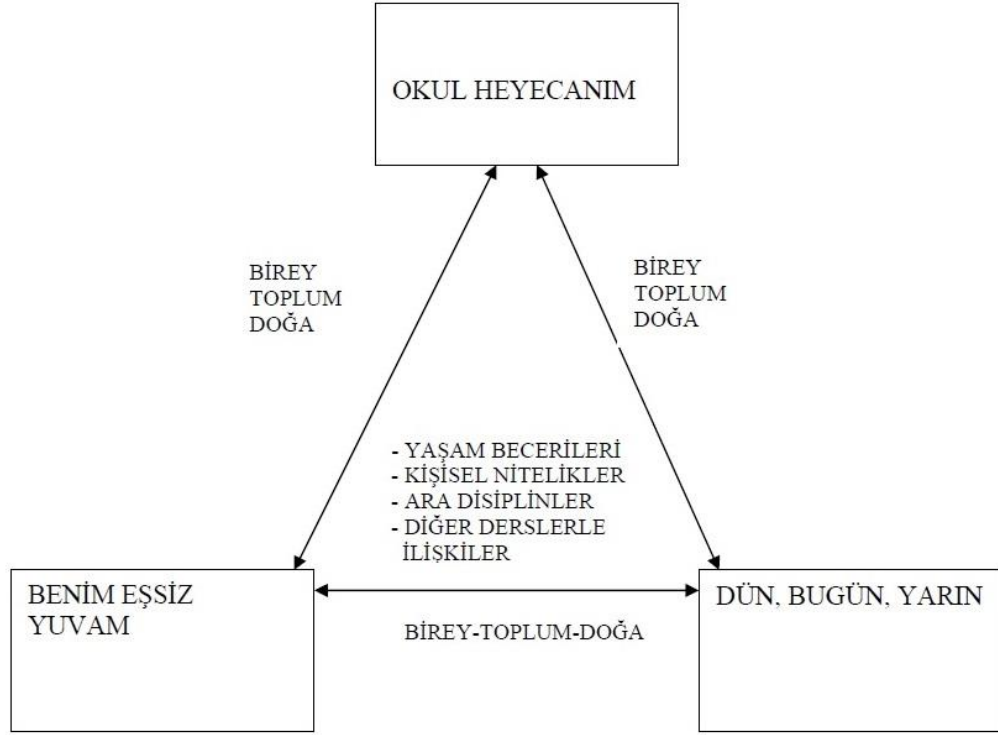 OKUL HEYECANIM
BİREY
TOPLUM
DOĞA
BİREY
TOPLUM
DOĞA
- YAŞAM BECERİLERİ
- KİŞİSEL NİTELİKLER
- ARA DİSİPLİNLER
- DİĞER DERSLERLE
İLİŞKİLER
BENİM EŞSİZ
YUVAM
DÜN, BUGÜN, YARIN
BİREY-TOPLUM-DOĞA